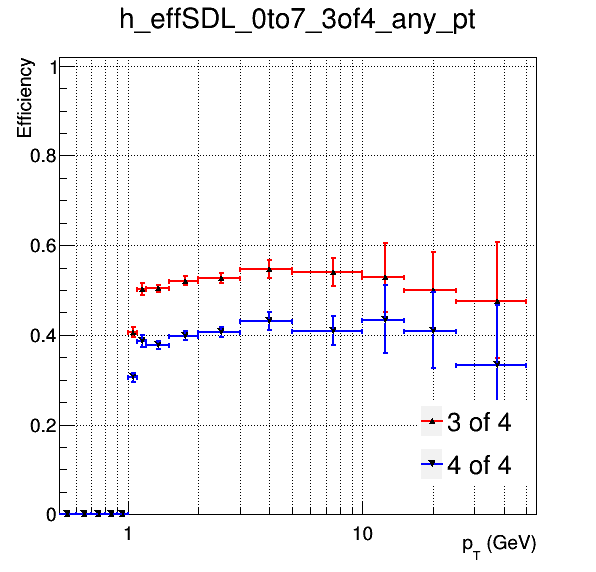 h_effSDL_0to7_3of4_any_pt
Efficiency
1
0.8
0.6
0.4
0.2
0
3 of 4
4 of 4
1
10
p_T (GeV)